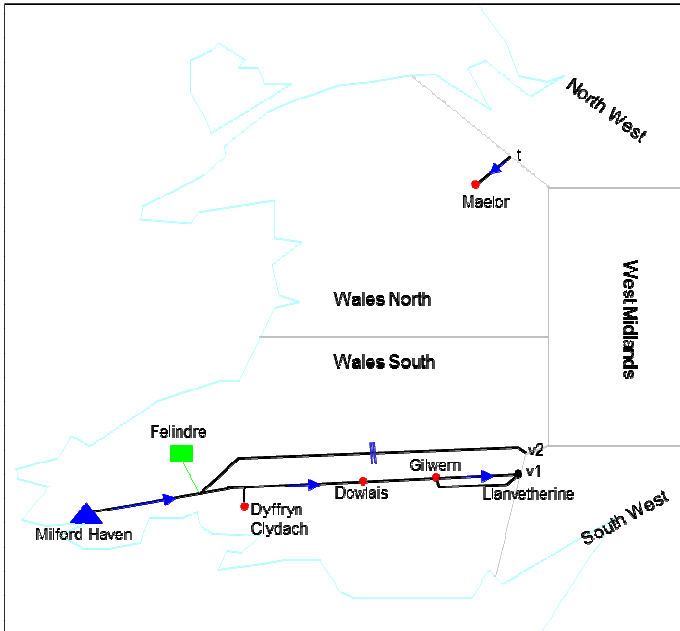 North West
t
Maelor
West Midlands
Wales North
Wales South
Felindre
v2
Gilwern
v1
Dowlais
Llanvetherine
Dyffryn
Clydach
Milford Haven
South West